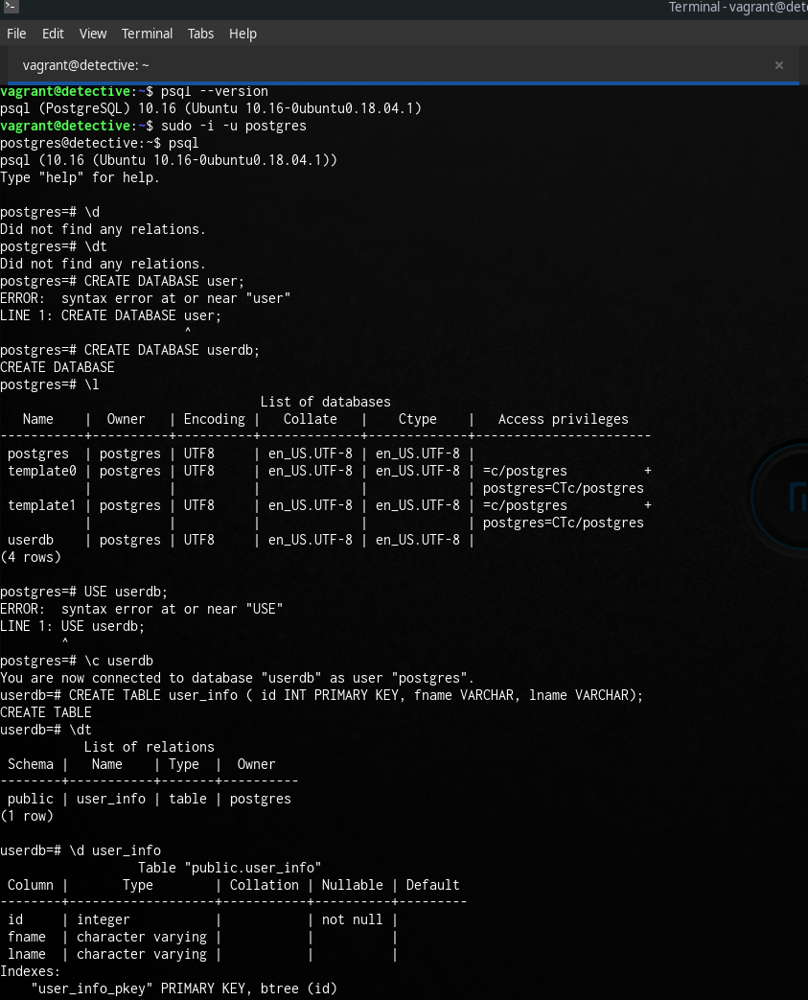 Terminal - vagrant@dete
File Edit View Terminal Tabs Help
vagrant@detective: ~ ×
vagrant@detective:~$ psql --version
psql (PostgreSQL) 10.16 (Ubuntu 10.16-0ubuntu0.18.04.1)
vagrant@detective:~$ sudo -i -u postgres
postgres@detective:~$ psql
psql (10.16 (Ubuntu 10.16-0ubuntu0.18.04.1))
Type "help" for help.

postgres=# \d
Did not find any relations.
postgres=# \dt
Did not find any relations.
postgres=# CREATE DATABASE user;
ERROR:  syntax error at or near "user"
LINE 1: CREATE DATABASE user;
                        ^
postgres=# CREATE DATABASE userdb;
CREATE DATABASE
postgres=# \l
                                  List of databases
   Name    |  Owner   | Encoding |   Collate   |    Ctype    |   Access privileges
-----------+----------+----------+-------------+-------------+-----------------------
 postgres  | postgres | UTF8     | en_US.UTF-8 | en_US.UTF-8 |
 template0 | postgres | UTF8     | en_US.UTF-8 | en_US.UTF-8 | =c/postgres          +
           |          |          |             |             | postgres=CTc/postgres
 template1 | postgres | UTF8     | en_US.UTF-8 | en_US.UTF-8 | =c/postgres          +
           |          |          |             |             | postgres=CTc/postgres
 userdb    | postgres | UTF8     | en_US.UTF-8 | en_US.UTF-8 |
(4 rows)

postgres=# USE userdb;
ERROR:  syntax error at or near "USE"
LINE 1: USE userdb;
        ^
postgres=# \c userdb
You are now connected to database "userdb" as user "postgres".
userdb=# CREATE TABLE user_info ( id INT PRIMARY KEY, fname VARCHAR, lname VARCHAR);
CREATE TABLE
userdb=# \dt
           List of relations
 Schema |   Name    | Type  |  Owner
--------+-----------+-------+----------
 public | user_info | table | postgres
(1 row)

userdb=# \d user_info
                  Table "public.user_info"
 Column |       Type        | Collation | Nullable | Default
--------+-------------------+-----------+----------+---------
 id     | integer           |           | not null |
 fname  | character varying |           |          |
 lname  | character varying |           |          |
Indexes:
    "user_info_pkey" PRIMARY KEY, btree (id)